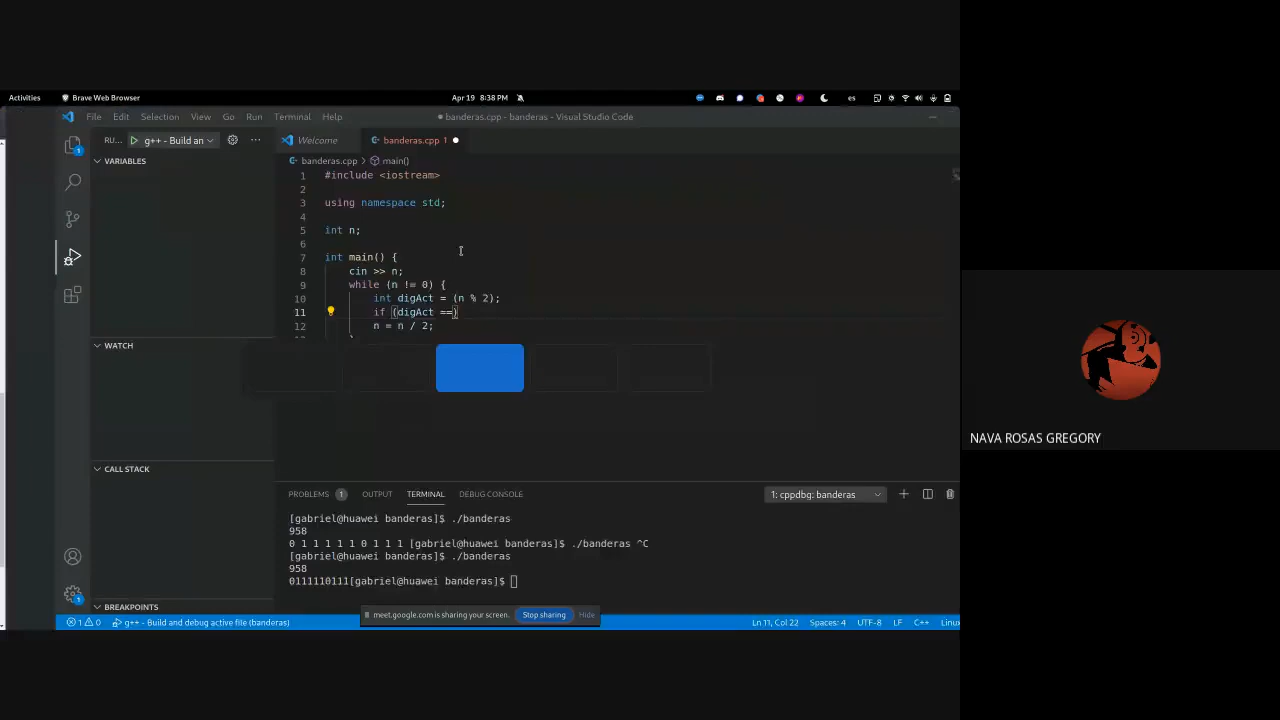 Activities
Brave Web Browser
Apr 19 8:38 PM
es
File Edit Selection View Go Run Terminal Help
● banderas.cpp - banderas - Visual Studio Code
RU... g++ - Build an
Welcome
banderas.cpp 1
VARIABLES
banderas.cpp > main()
1 #include <iostream>
2
3 using namespace std;
4
5 int n;
6
7 int main() {
8 cin >> n;
9 while (n != 0) {
10 int digAct = (n % 2);
11 if (digAct ==)
12 n = n / 2;
WATCH
CALL STACK
BREAKPOINTS
PROBLEMS 1 OUTPUT TERMINAL DEBUG CONSOLE
1: cppdbg: banderas
[gabriel@huawei banderas]$ ./banderas
958
0 1 1 1 1 1 0 1 1 1 [gabriel@huawei banderas]$ ./banderas ^C
[gabriel@huawei banderas]$ ./banderas
958
0111110111[gabriel@huawei banderas]$
meet.google.com is sharing your screen. Stop sharing Hide
1 0 g++ - Build and debug active file (banderas)
Ln 11, Col 22 Spaces: 4 UTF-8 LF C++ Linux
NAVA ROSAS GREGORY